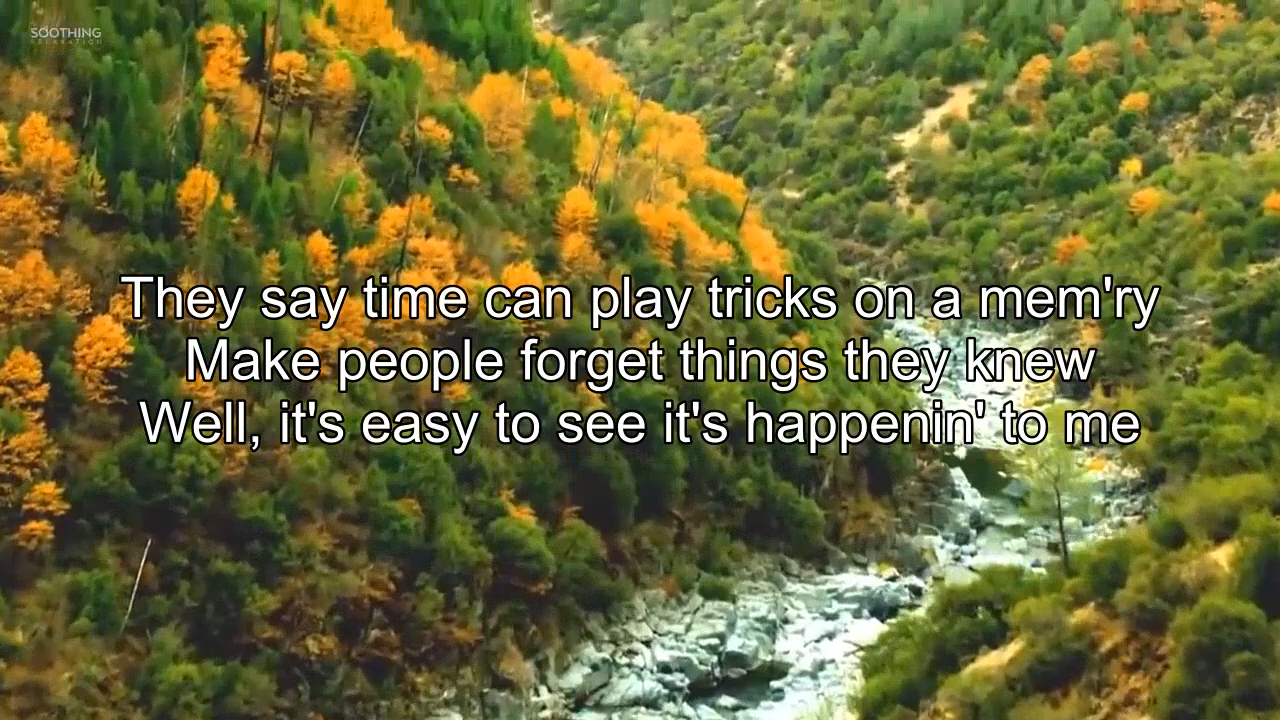 SOOTHING
RELAXATION
They say time can play tricks on a mem'ry
Make people forget things they knew
Well, it's easy to see it's happenin' to me